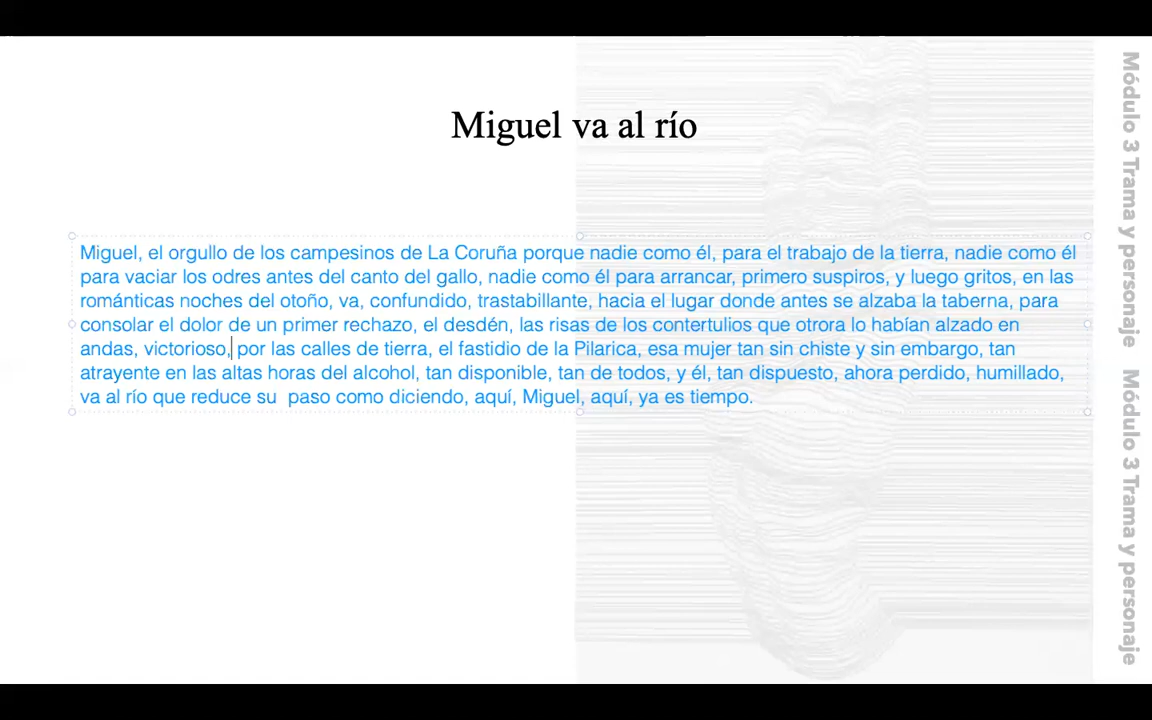 Miguel va al río
Miguel, el orgullo de los campesinos de La Coruña porque nadie como él, para el trabajo de la tierra, nadie como él
para vaciar los odres antes del canto del gallo, nadie como él para arrancar, primero suspiros, y luego gritos, en las
románticas noches del otoño, va, confundido, trastabillante, hacia el lugar donde antes se alzaba la taberna, para
consolar el dolor de un primer rechazo, el desdén, las risas de los contertulios que otrora lo habían alzado en
andas, victorioso, por las calles de tierra, el fastidio de la Pilarica, esa mujer tan sin chiste y sin embargo, tan
atrayente en las altas horas del alcohol, tan disponible, tan de todos, y él, tan dispuesto, ahora perdido, humillado,
va al río que reduce su  paso como diciendo, aquí, Miguel, aquí, ya es tiempo.
Módulo 3 Trama y personaje
Módulo 3 Trama y personaje